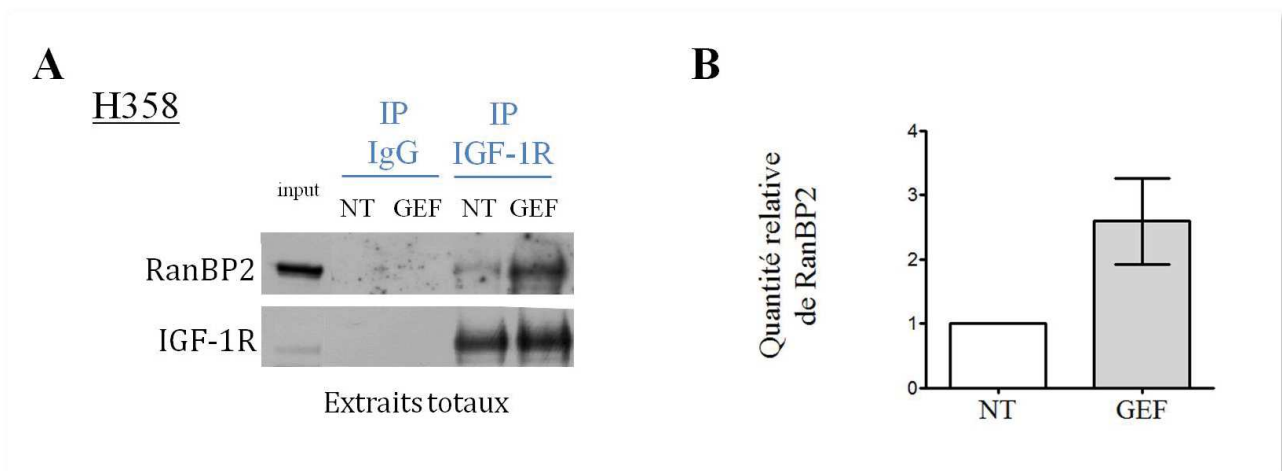 A
H358
IP
IgG
IP
IGF-1R
input
NT GEF NT GEF
RanBP2
IGF-1R
Extraits totaux
B
Quantité relative
de RanBP2
4
3
2
1
0
NT
GEF